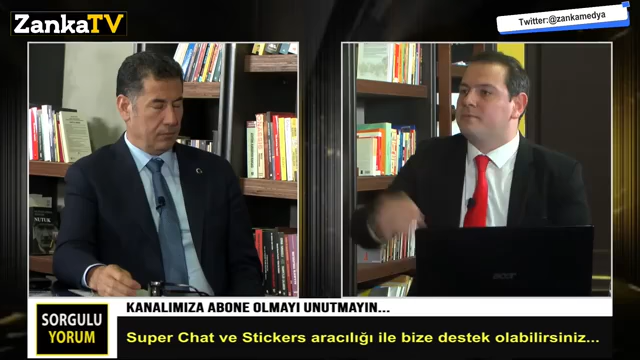 ZankaTV
Twitter:@zankamedya
NUTUK
acer
KANALIMIZA ABONE OLMAYI UNUTMAYIN...
SORGULU
YORUM
Super Chat ve Stickers aracılığı ile bize destek olabilirsiniz...